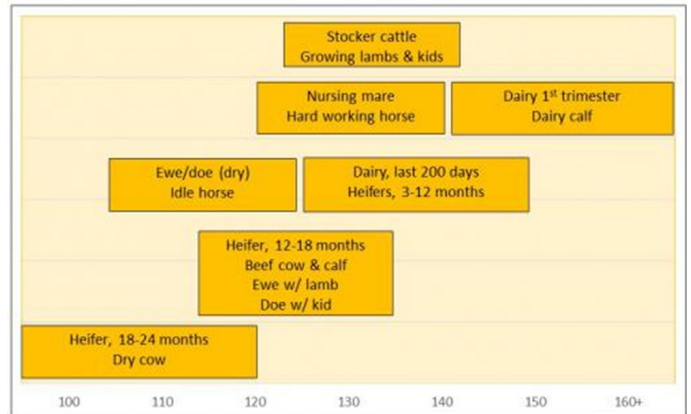 Stocker cattle
Growing lambs & kids
Nursing mare
Hard working horse
Dairy 1st trimester
Dairy calf
Ewe/doe (dry)
Idle horse
Dairy, last 200 days
Heifers, 3-12 months
Heifer, 12-18 months
Beef cow & calf
Ewe w/ lamb
Doe w/ kid
Heifer, 18-24 months
Dry cow
100 110 120 130 140 150 160+